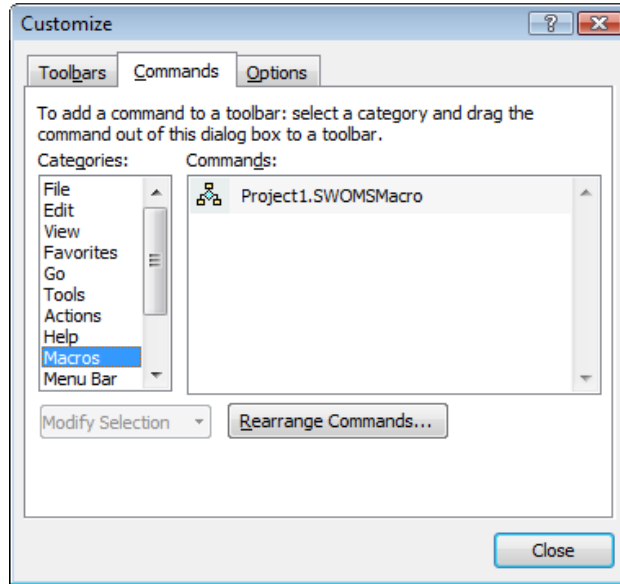 Customize
Toolbars Commands Options
To add a command to a toolbar: select a category and drag the
command out of this dialog box to a toolbar.
Categories: Commands:
File
Edit
View
Favorites
Go
Tools
Actions
Help
Macros
Menu Bar
Project1.SWOMSMacro
Modify Selection Rearrange Commands...
Close